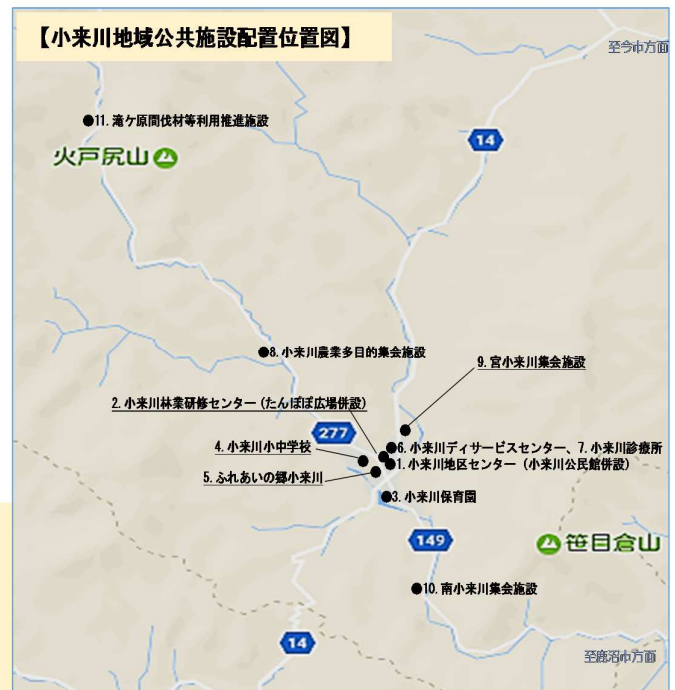 【小来川地域公共施設配置位置図】
至今市方面
11. 滝ケ原間伐材等利用推進施設
14
火戸尻山
8. 小来川農業多目的集会施設
9. 宮小来川集会施設
2. 小来川林業研修センター(たんぽぽ広場併設)
277
4. 小来川小中学校
6. 小来川ディサービスセンター、7. 小来川診療所
1. 小来川地区センター（小来川公民館併設）
5. ふれあいの郷小来川
3. 小来川保育園
149
笹目倉山
10. 南小来川集会施設
14
至鹿沼市方面